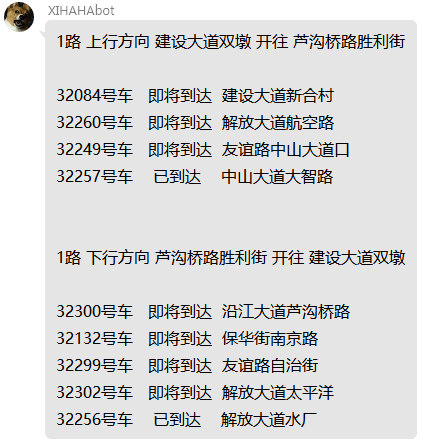 XIHAHAbot
1路 上行方向 建设大道双墩 开往 芦沟桥路胜利街
32084号车 即将到达 建设大道新合村
32260号车 即将到达 解放大道航空路
32249号车 即将到达 友谊路中山大道口
32257号车 已到达 中山大道大智路
1路 下行方向 芦沟桥路胜利街 开往 建设大道双墩
32300号车 即将到达 沿江大道芦沟桥路
32132号车 即将到达 保华街南京路
32299号车 即将到达 友谊路自治街
32302号车 即将到达 解放大道太平洋
32256号车 已到达 解放大道水厂